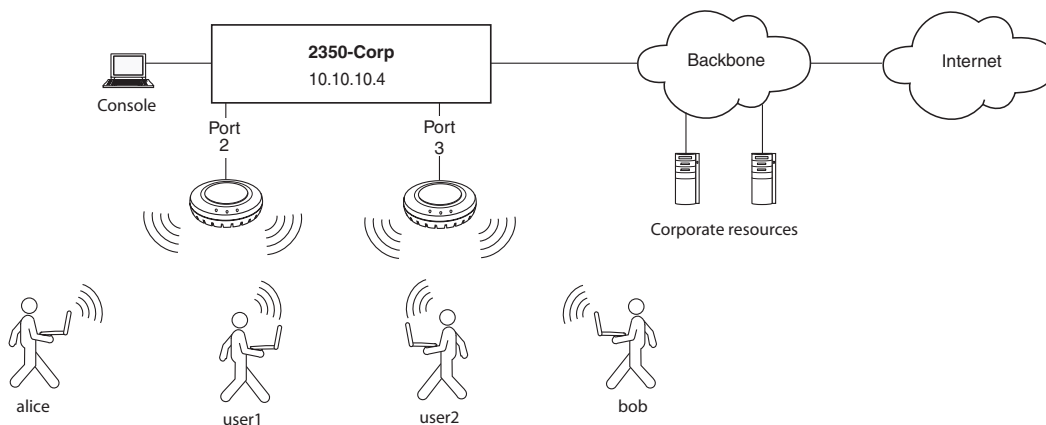 2350-Corp
10.10.10.4
Backbone
Internet
Console
Port
2
Port
3
Corporate resources
alice
user1
user2
bob